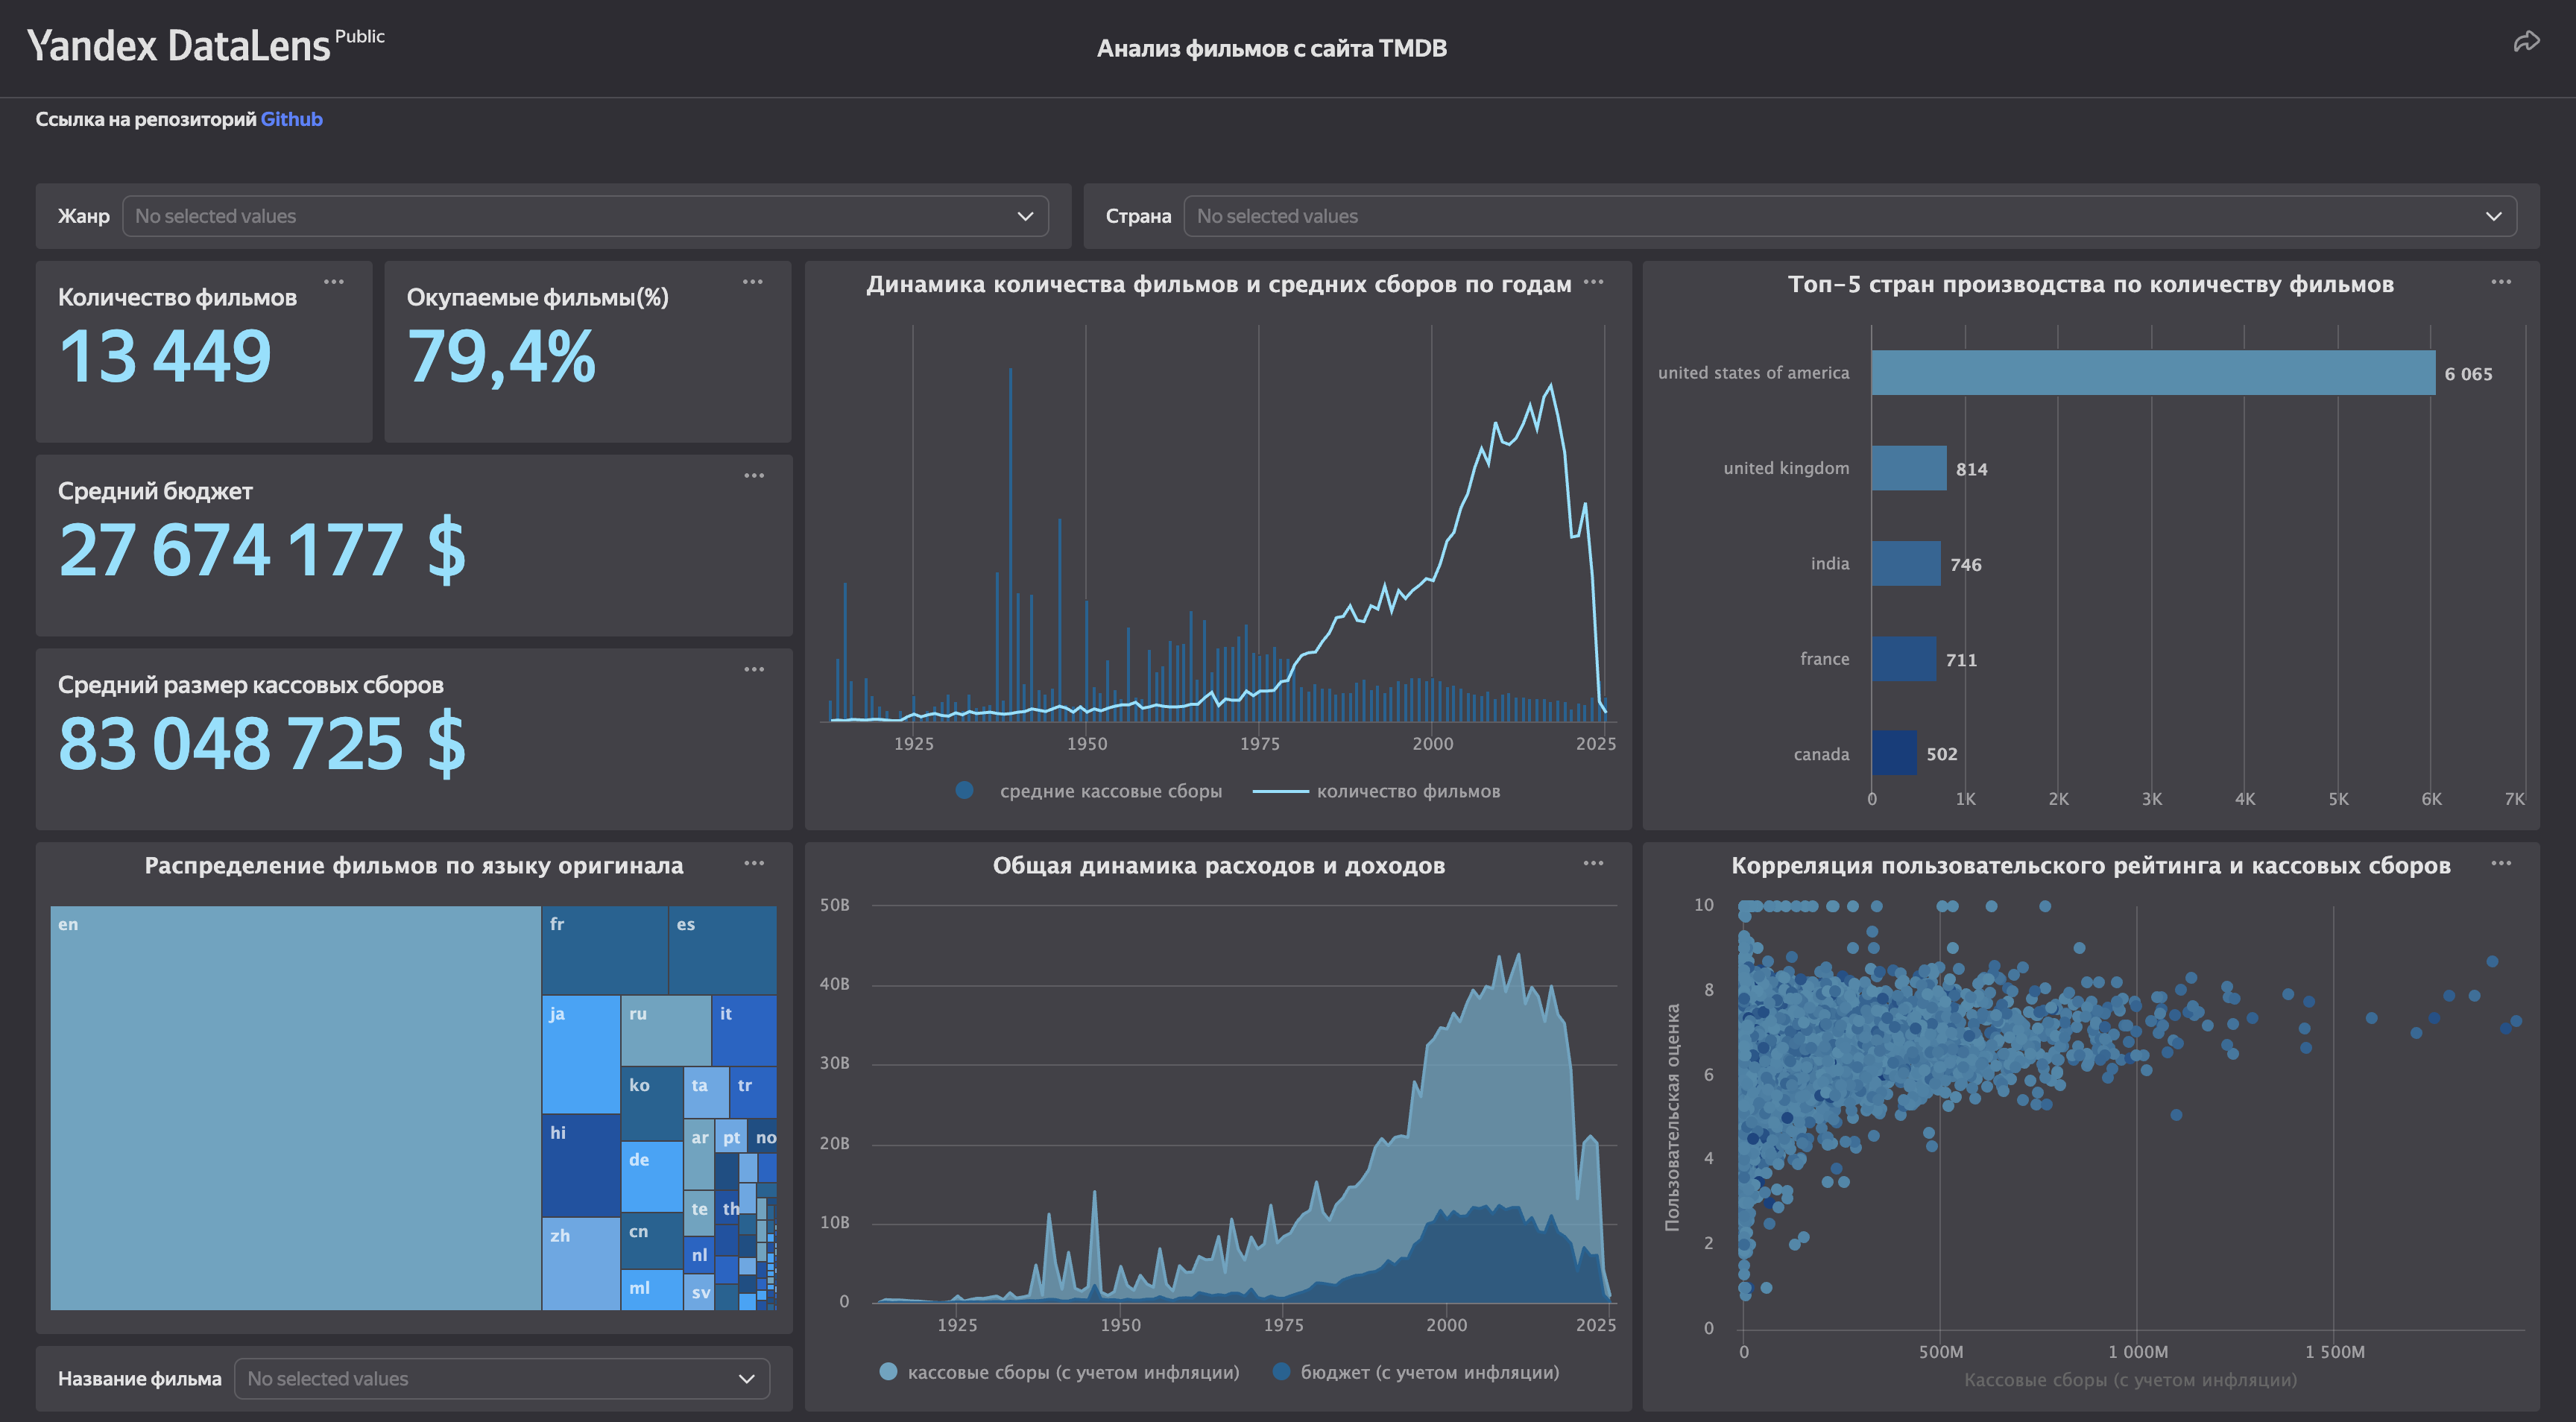 Yandex DataLens Public
Анализ фильмов с сайта TMDB
Ссылка на репозиторий Github
Жанр No selected values
Страна No selected values
Количество фильмов
13 449
Окупаемые фильмы(%)
79,4%
Средний бюджет
27 674 177 $
Средний размер кассовых сборов
83 048 725 $
Динамика количества фильмов и средних сборов по годам
1925 1950 1975 2000 2025
средние кассовые сборы количество фильмов
Топ-5 стран производства по количеству фильмов
united states of america 6 065
united kingdom 814
india 746
france 711
canada 502
0 1K 2K 3K 4K 5K 6K 7K
Распределение фильмов по языку оригинала
en fr es
ja ru it
ko ta tr
hi ar pt no
de
te th
zh cn nl
ml sv
Название фильма No selected values
Общая динамика расходов и доходов
50B
40B
30B
20B
10B
0
1925 1950 1975 2000 2025
кассовые сборы (с учетом инфляции) бюджет (с учетом инфляции)
Корреляция пользовательского рейтинга и кассовых сборов
Пользовательская оценка
10
8
6
4
2
0
0 500M 1 000M 1 500M
Кассовые сборы (с учетом инфляции)